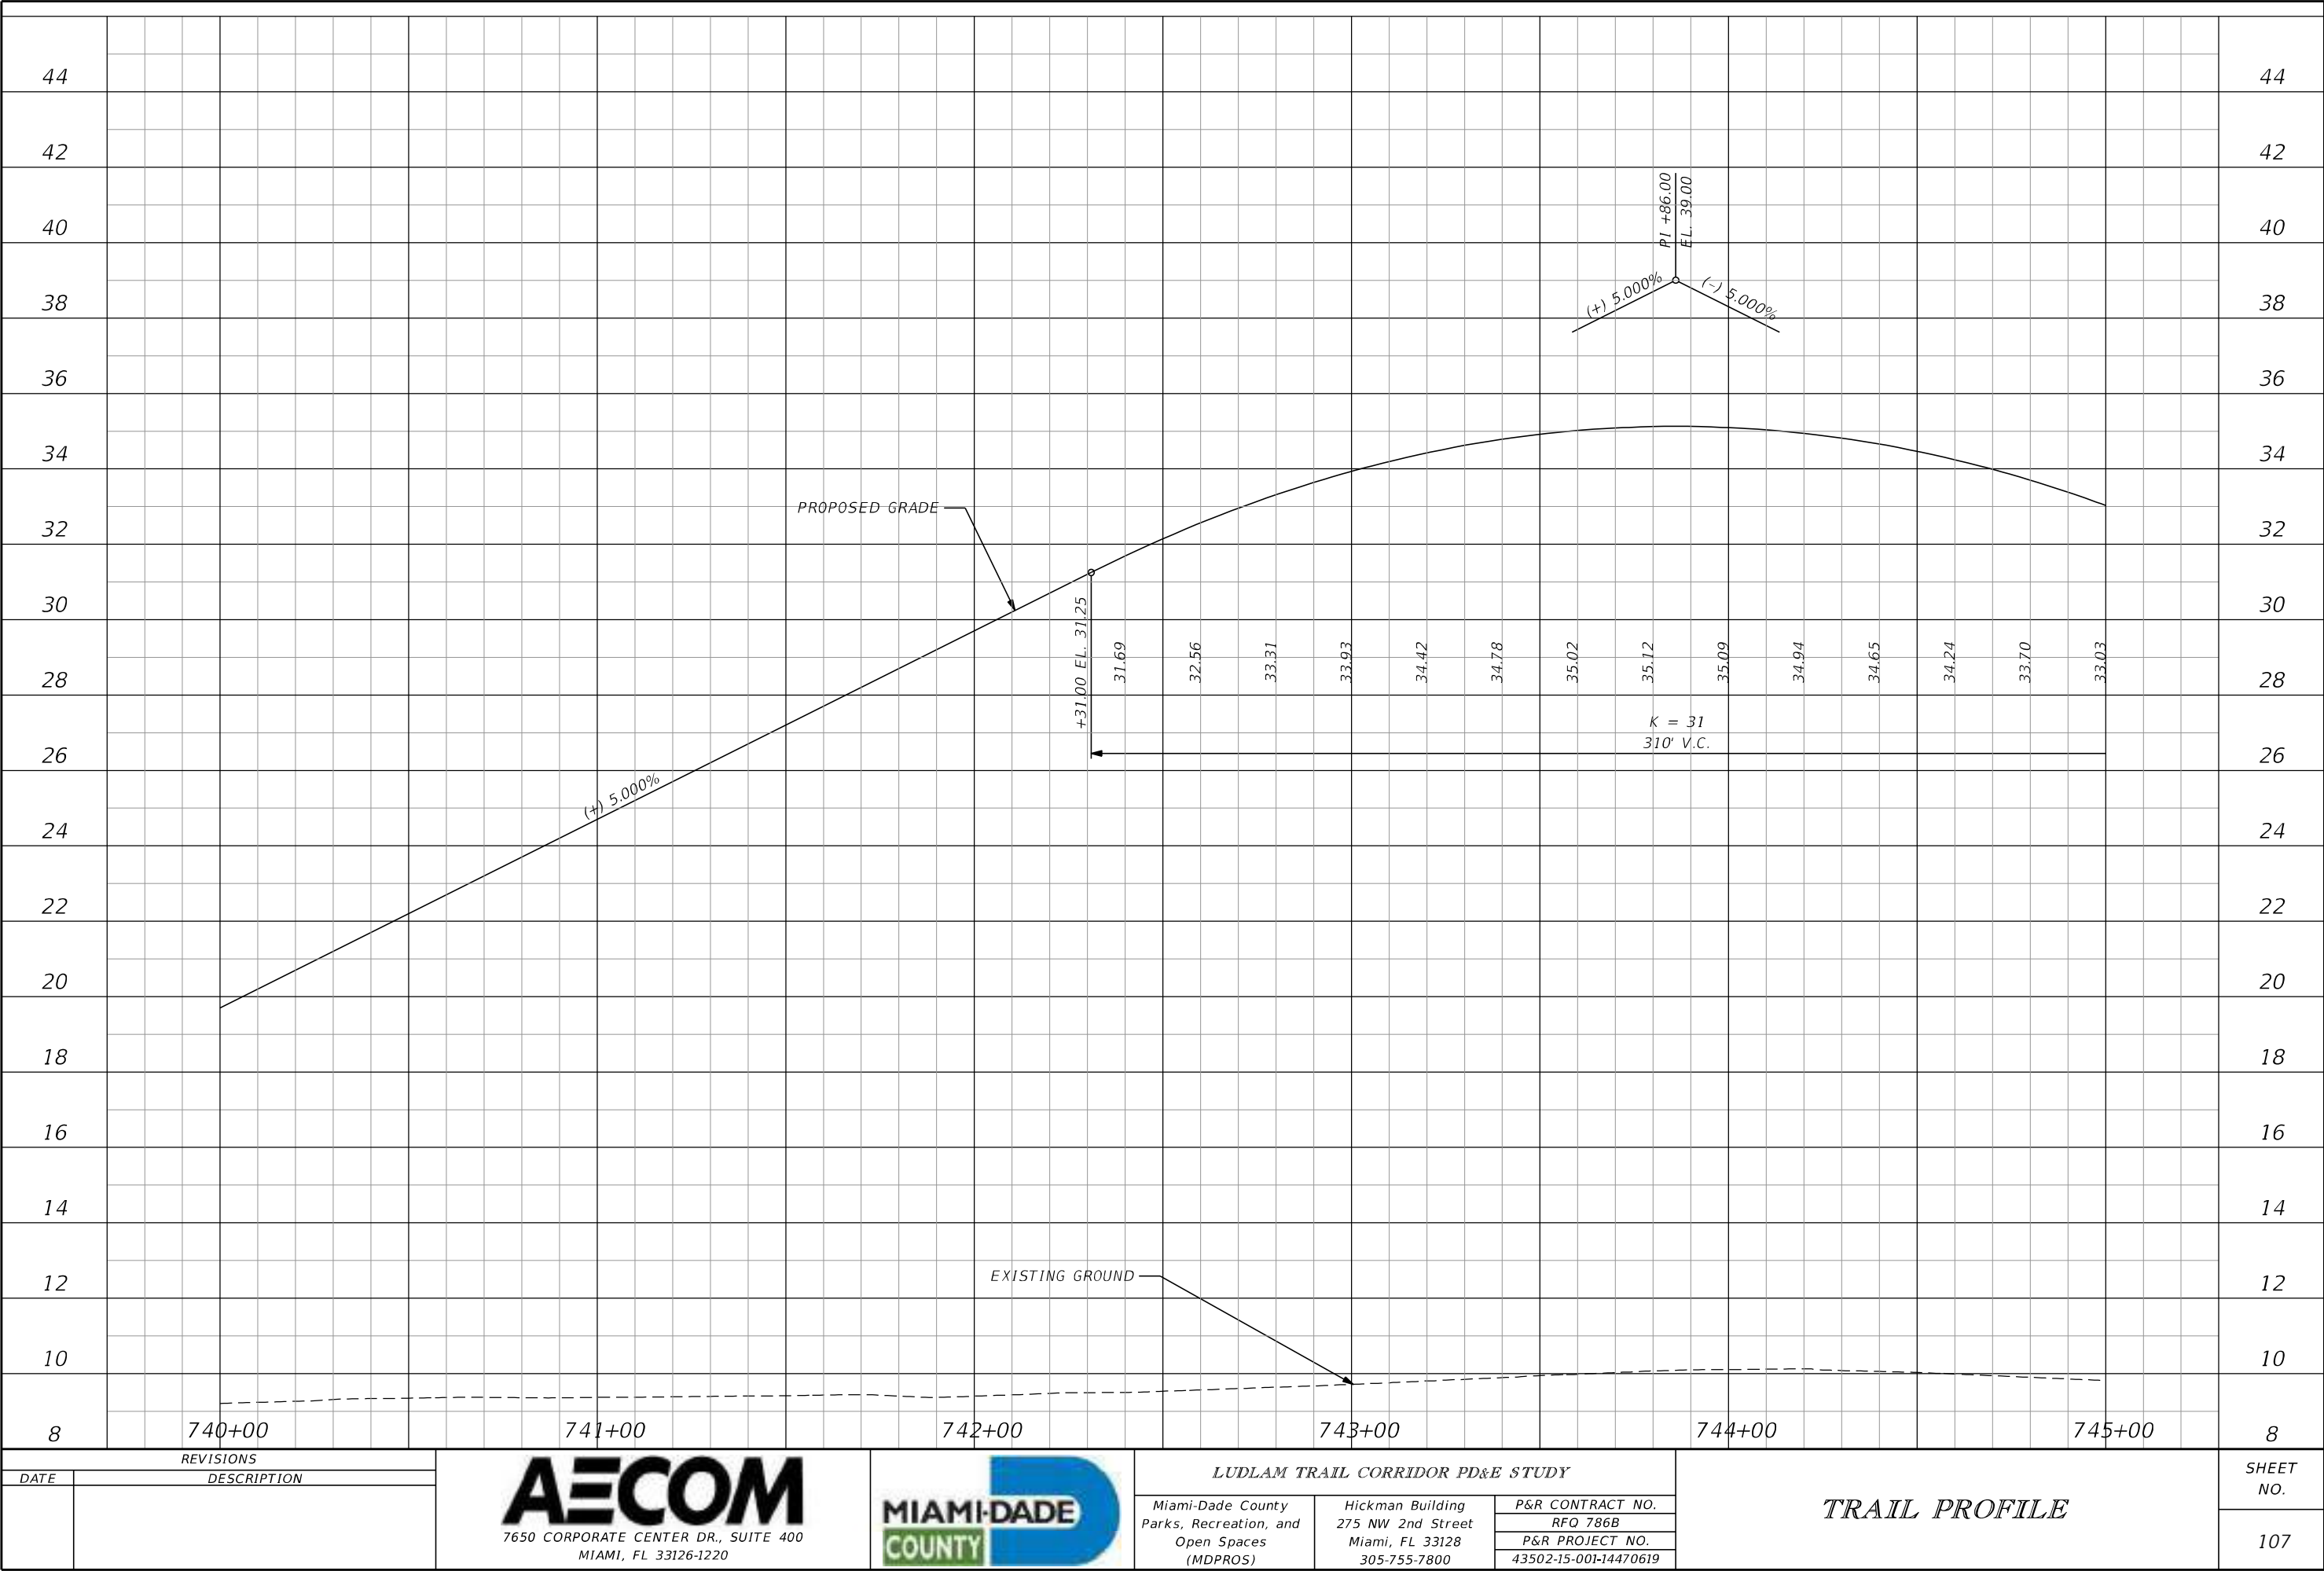 44
44
42
42
PI +86.00
EL. 39.00
40
40
(+) 5.000%
(-) 5.000%
38
38
36
36
34
34
PROPOSED GRADE
32
32
30
30
+31.00 EL. 31.25
31.69
32.56
33.31
33.93
34.42
34.78
35.02
35.12
35.09
34.94
34.65
34.24
33.70
33.03
28
28
K = 31
310' V.C.
26
26
(+) 5.000%
24
24
22
22
20
20
18
18
16
16
14
14
EXISTING GROUND
12
12
10
10
8
740+00
741+00
742+00
743+00
744+00
745+00
8
REVISIONS
DATE
DESCRIPTION
AECOM
7650 CORPORATE CENTER DR., SUITE 400
MIAMI, FL 33126-1220
MIAMI-DADE
COUNTY
LUDLAM TRAIL CORRIDOR PD&E STUDY
Miami-Dade County
Parks, Recreation, and
Open Spaces
(MDPROS)
Hickman Building
275 NW 2nd Street
Miami, FL 33128
305-755-7800
P&R CONTRACT NO.
RFQ 786B
P&R PROJECT NO.
43502-15-001-14470619
TRAIL PROFILE
SHEET
NO.
107